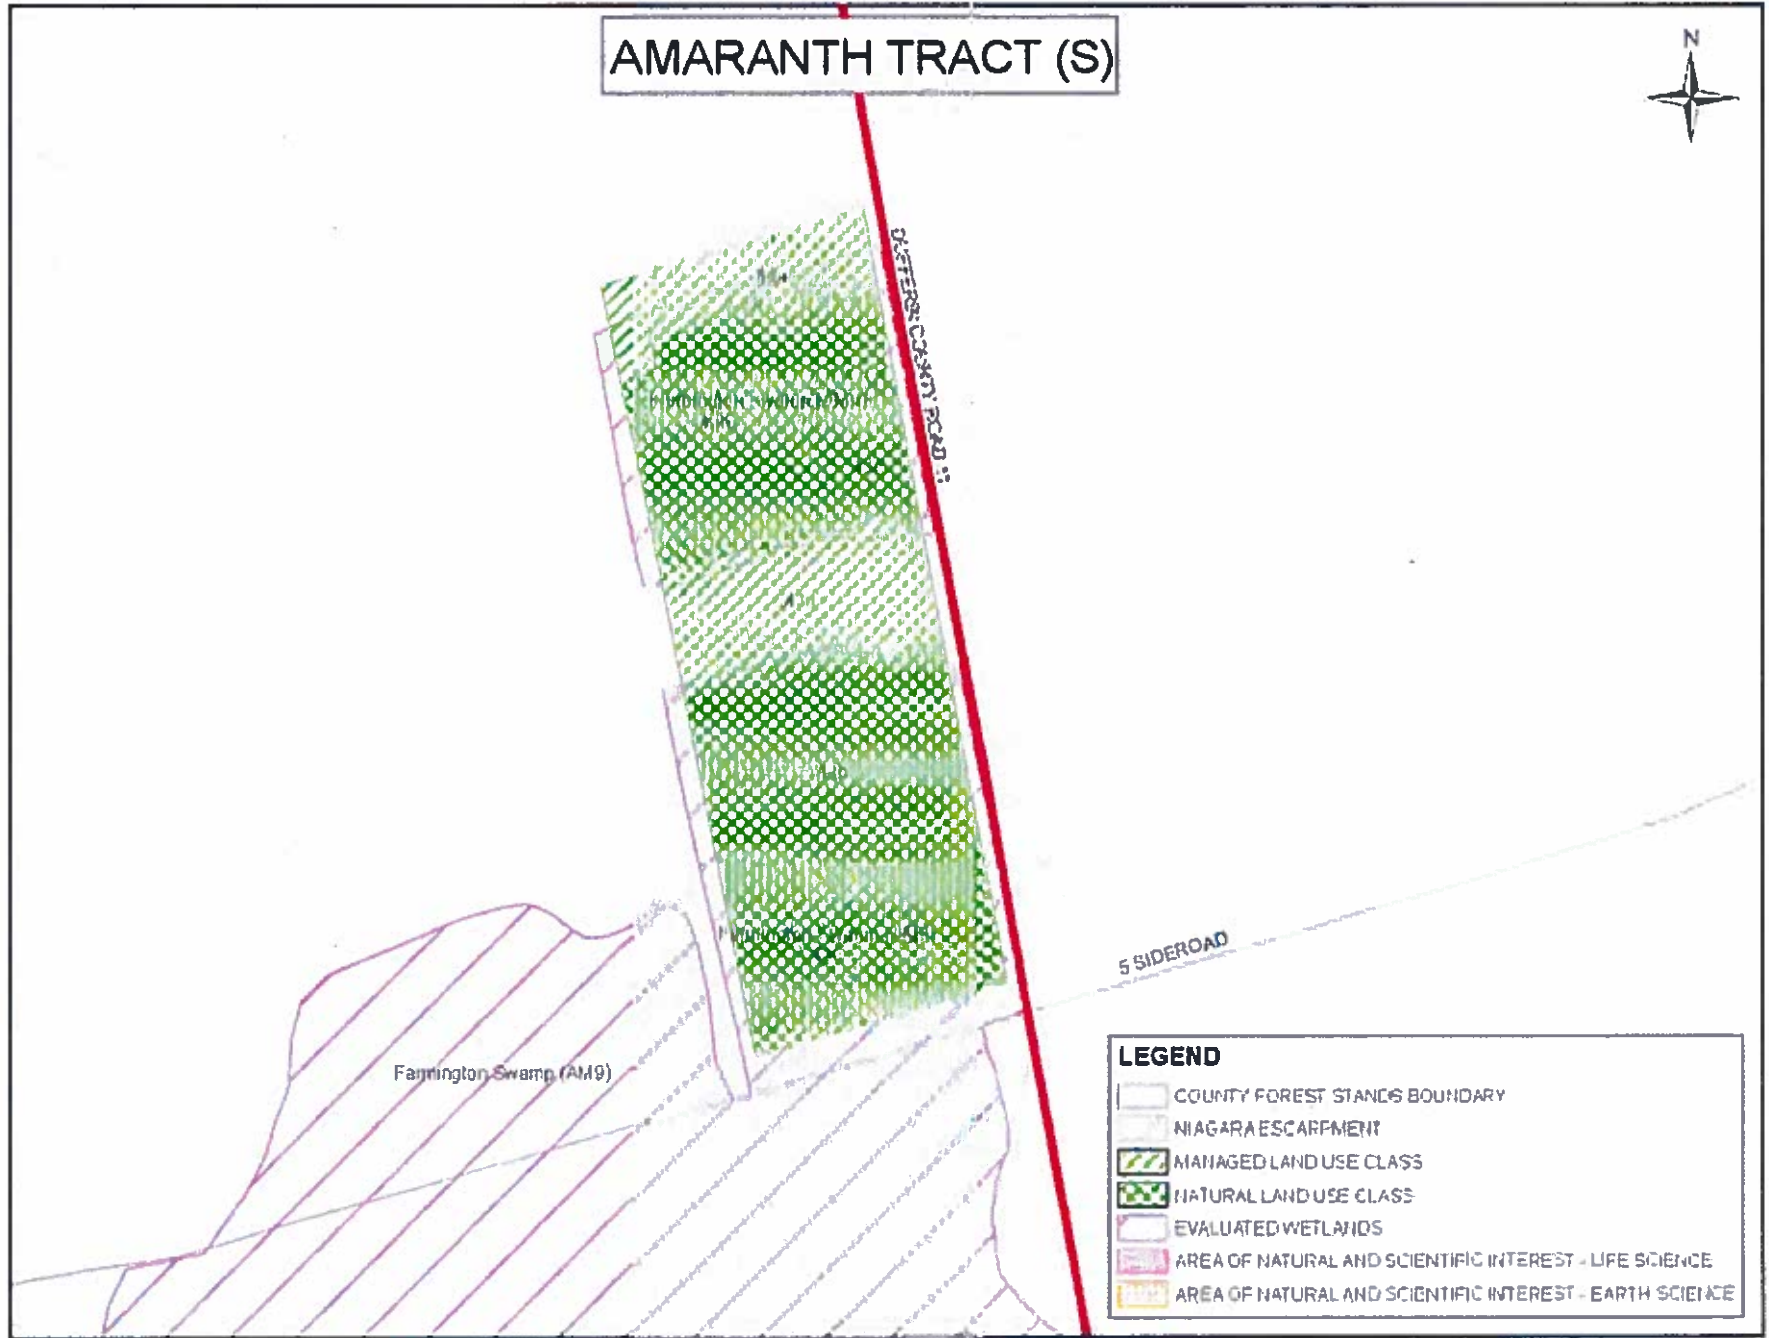 AMARANTH TRACT (S)
N
COUNTY ROAD
5 SIDEROAD
Farmington Swamp (AM9)
LEGEND
COUNTY FOREST STANDS BOUNDARY
NIAGARA ESCARPMENT
MANAGED LAND USE CLASS
NATURAL LAND USE CLASS
EVALUATED WETLANDS
AREA OF NATURAL AND SCIENTIFIC INTEREST - LIFE SCIENCE
AREA OF NATURAL AND SCIENTIFIC INTEREST - EARTH SCIENCE